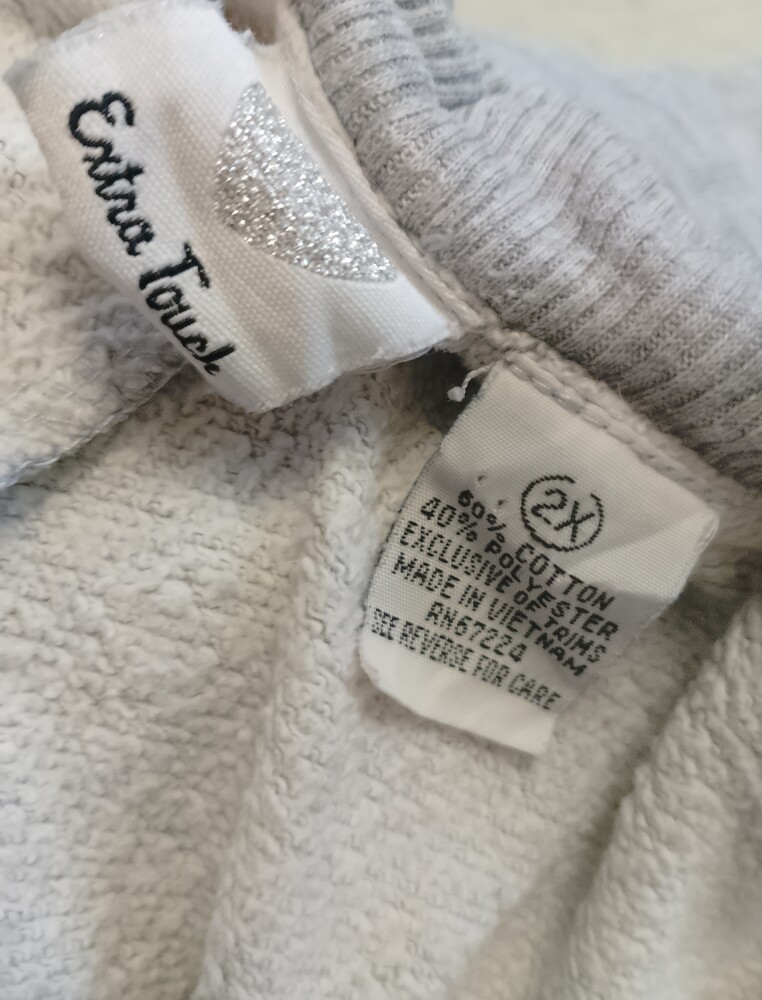 Extra Touch
2X
60% COTTON
40% POLYESTER
EXCLUSIVE OF TRIMS
MADE IN VIETNAM
RN67224
SEE REVERSE FOR CARE